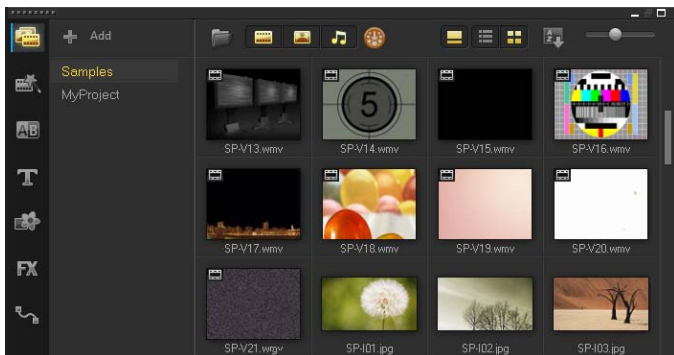 Add
Samples
MyProject
AB
T
FX
A
Z
5
SP-V13.wmv
SP-V14.wmv
SP-V15.wmv
SP-V16.wmv
SP-V17.wmv
SP-V18.wmv
SP-V19.wmv
SP-V20.wmv
SP-V21.wmv
SP-I01.jpg
SP-I02.jpg
SP-I03.jpg